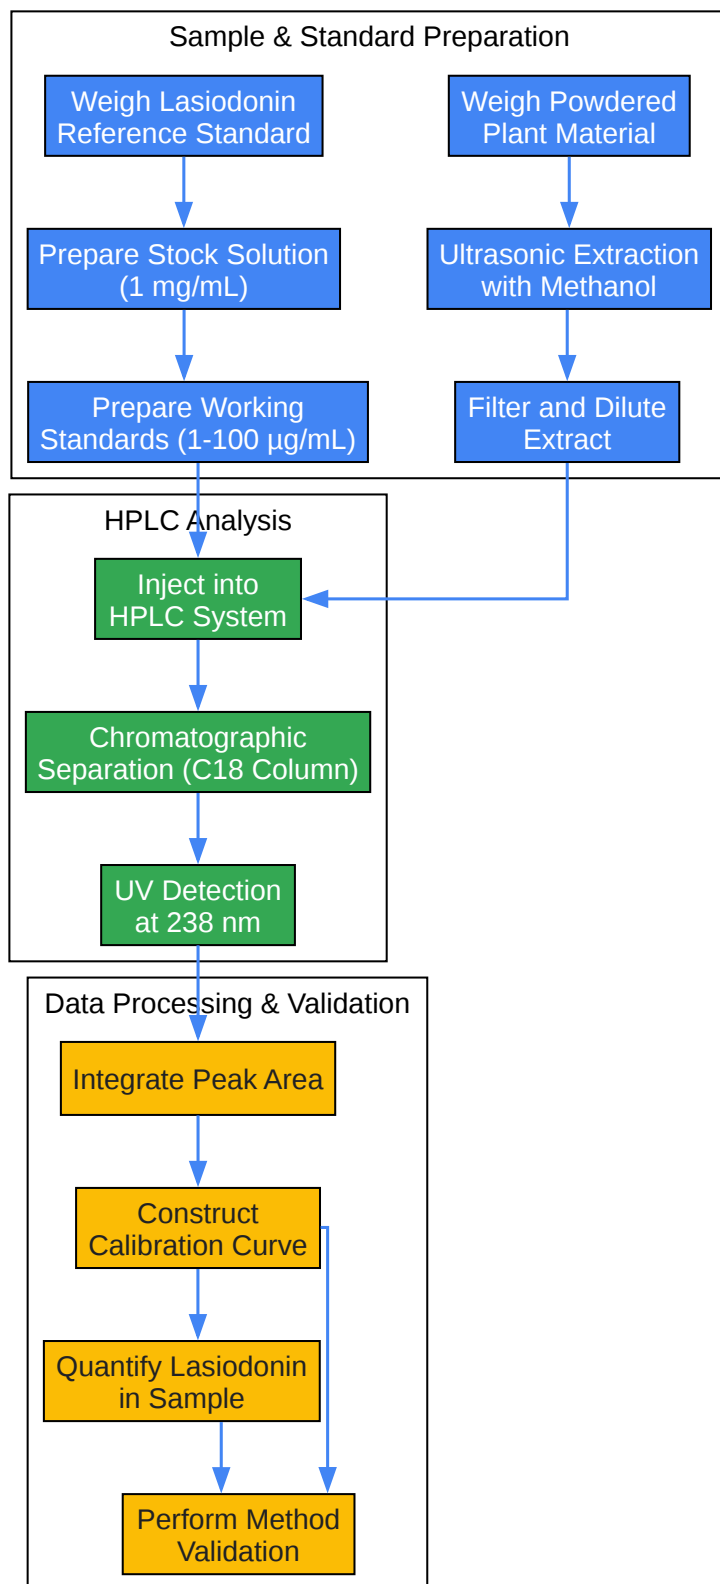 Sample & Standard Preparation
Weigh Lasiodonin
Reference Standard
Weigh Powdered
Plant Material
Prepare Stock Solution
(1 mg/mL)
Ultrasonic Extraction
with Methanol
Prepare Working
Standards (1-100 µg/mL)
Filter and Dilute
Extract
HPLC Analysis
Inject into
HPLC System
Chromatographic
Separation (C18 Column)
UV Detection
at 238 nm
Data Processing & Validation
Integrate Peak Area
Construct
Calibration Curve
Quantify Lasiodonin
in Sample
Perform Method
Validation